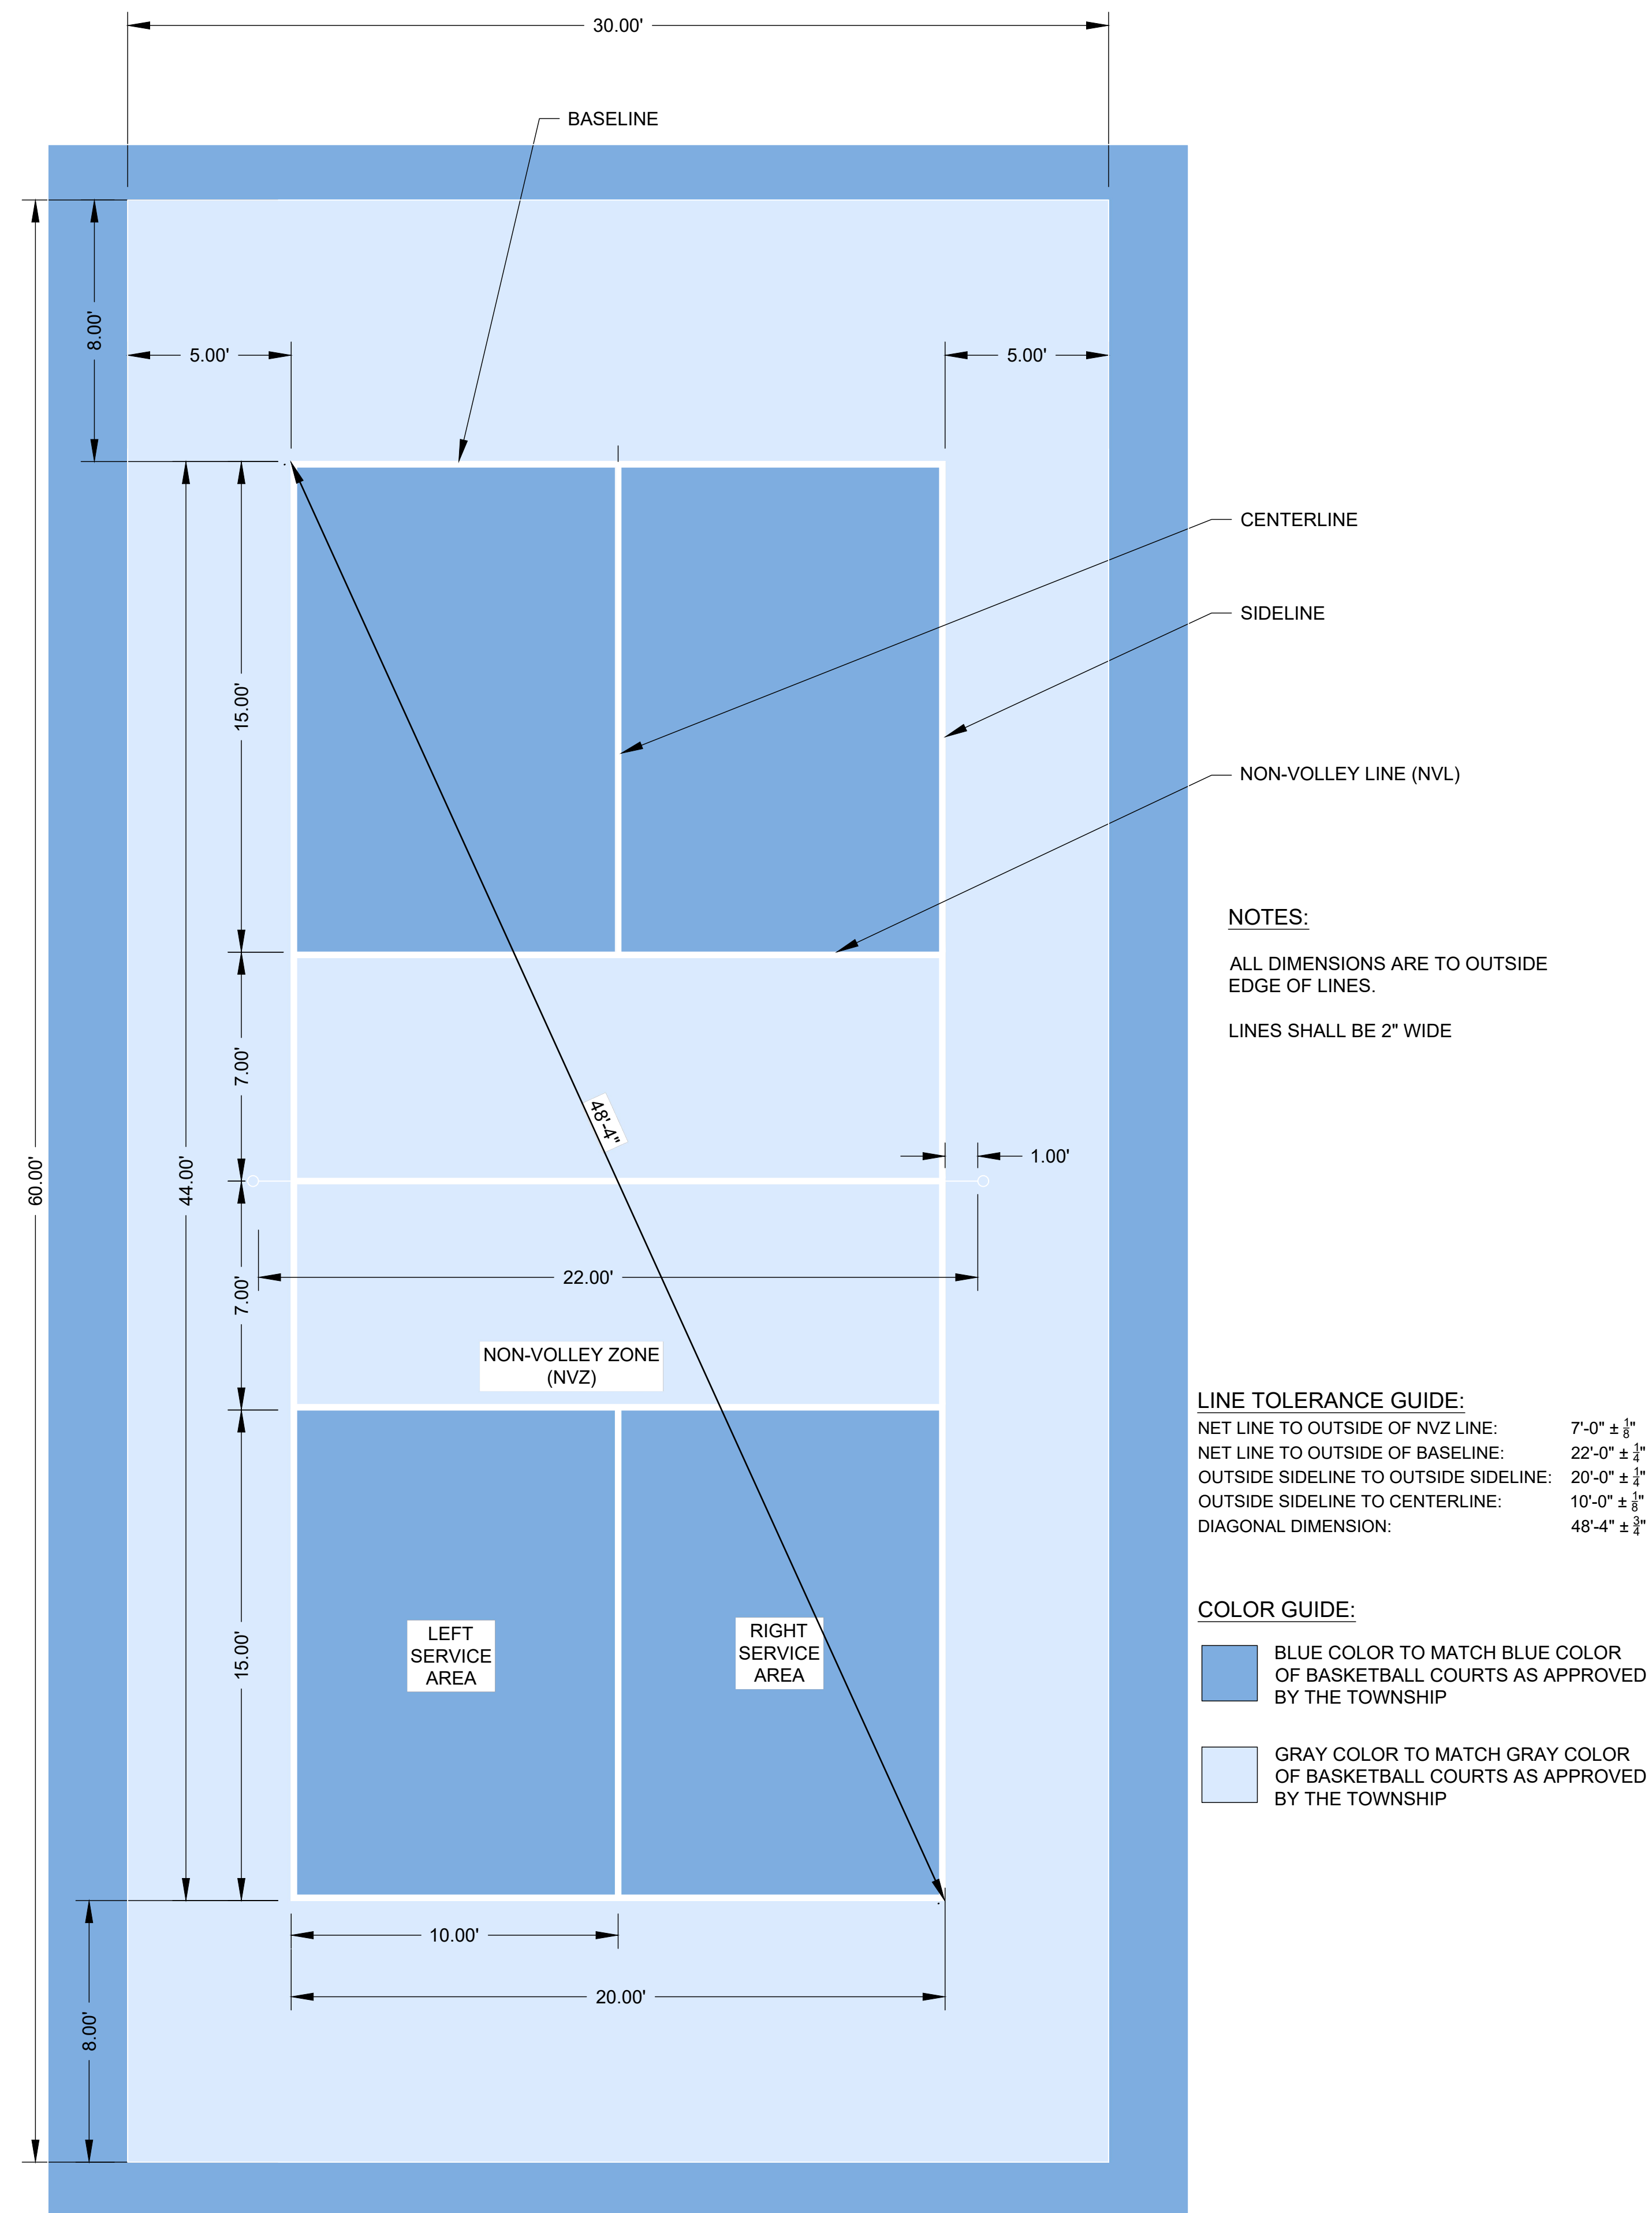 30.00'
BASELINE
8.00'
5.00'
5.00'
CENTERLINE
SIDELINE
15.00'
NON-VOLLEY LINE (NVL)
NOTES:
ALL DIMENSIONS ARE TO OUTSIDE
EDGE OF LINES.
LINES SHALL BE 2" WIDE
7.00'
48'-4"
1.00'
60.00'
44.00'
22.00'
7.00'
NON-VOLLEY ZONE
(NVZ)
LINE TOLERANCE GUIDE:
NET LINE TO OUTSIDE OF NVZ LINE: 7'-0" ± 1/8"
NET LINE TO OUTSIDE OF BASELINE: 22'-0" ± 1/4"
OUTSIDE SIDELINE TO OUTSIDE SIDELINE: 20'-0" ± 1/4"
OUTSIDE SIDELINE TO CENTERLINE: 10'-0" ± 1/8"
DIAGONAL DIMENSION: 48'-4" ± 3/4"
COLOR GUIDE:
BLUE COLOR TO MATCH BLUE COLOR
OF BASKETBALL COURTS AS APPROVED
BY THE TOWNSHIP
GRAY COLOR TO MATCH GRAY COLOR
OF BASKETBALL COURTS AS APPROVED
BY THE TOWNSHIP
15.00'
LEFT
SERVICE
AREA
RIGHT
SERVICE
AREA
10.00'
20.00'
8.00'